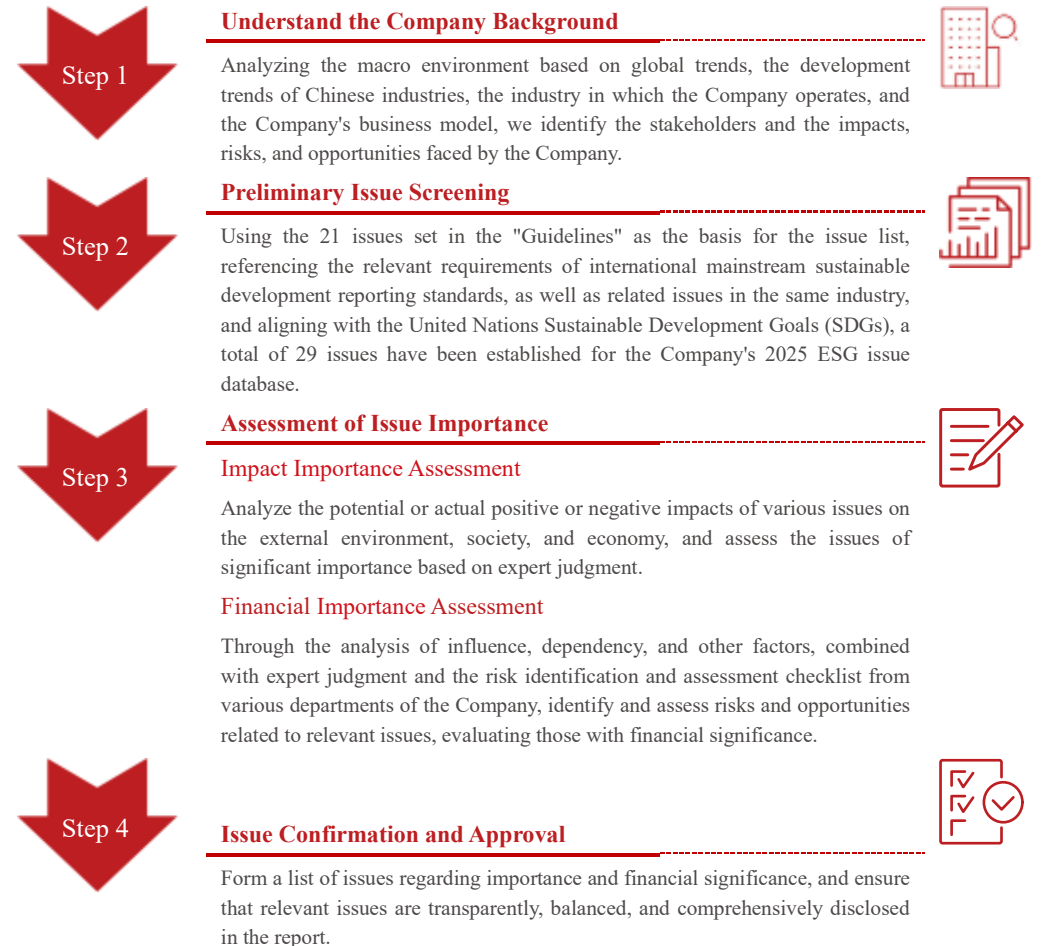 Understand the Company Background
Step 1
Analyzing the macro environment based on global trends, the development
trends of Chinese industries, the industry in which the Company operates, and
the Company's business model, we identify the stakeholders and the impacts,
risks, and opportunities faced by the Company.
Preliminary Issue Screening
Step 2
Using the 21 issues set in the "Guidelines" as the basis for the issue list,
referencing the relevant requirements of international mainstream sustainable
development reporting standards, as well as related issues in the same industry,
and aligning with the United Nations Sustainable Development Goals (SDGs), a
total of 29 issues have been established for the Company's 2025 ESG issue
database.
Assessment of Issue Importance
Step 3
Impact Importance Assessment
Analyze the potential or actual positive or negative impacts of various issues on
the external environment, society, and economy, and assess the issues of
significant importance based on expert judgment.
Financial Importance Assessment
Through the analysis of influence, dependency, and other factors, combined
with expert judgment and the risk identification and assessment checklist from
various departments of the Company, identify and assess risks and opportunities
related to relevant issues, evaluating those with financial significance.
Step 4
Issue Confirmation and Approval
Form a list of issues regarding importance and financial significance, and ensure
that relevant issues are transparently, balanced, and comprehensively disclosed
in the report.